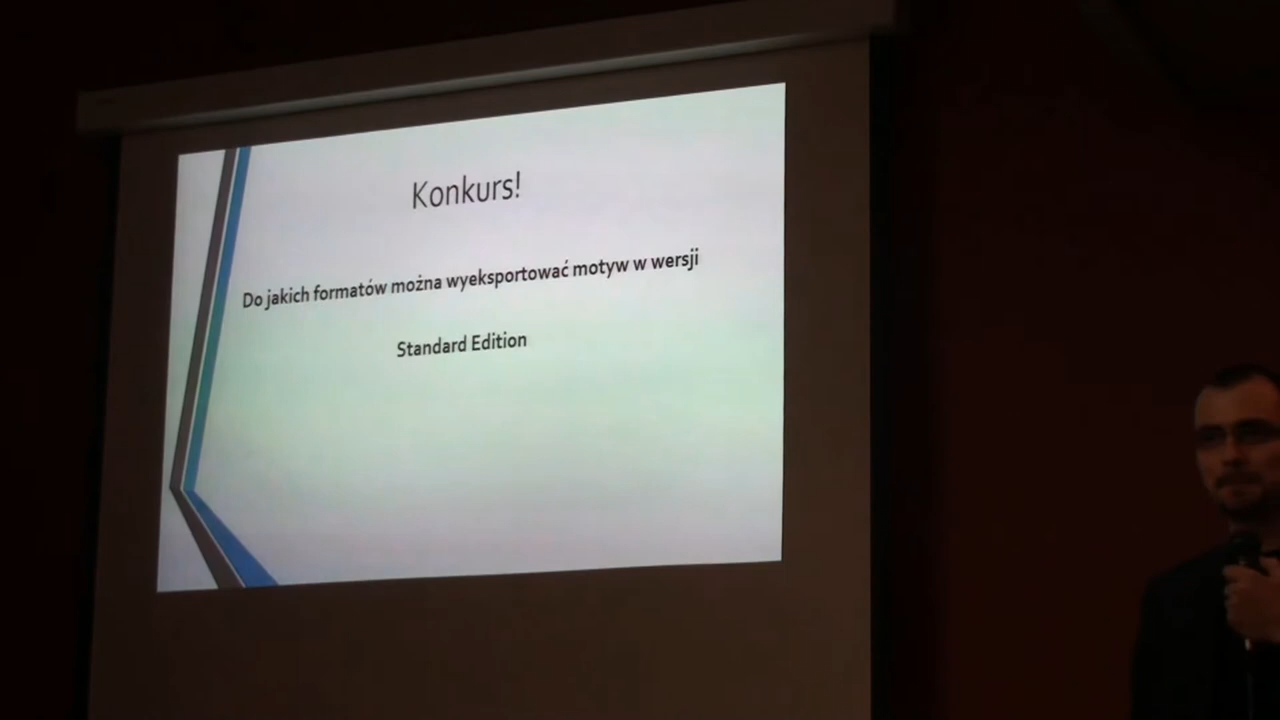 Konkurs!
Do jakich formatów można wyeksportować motyw w wersji
Standard Edition